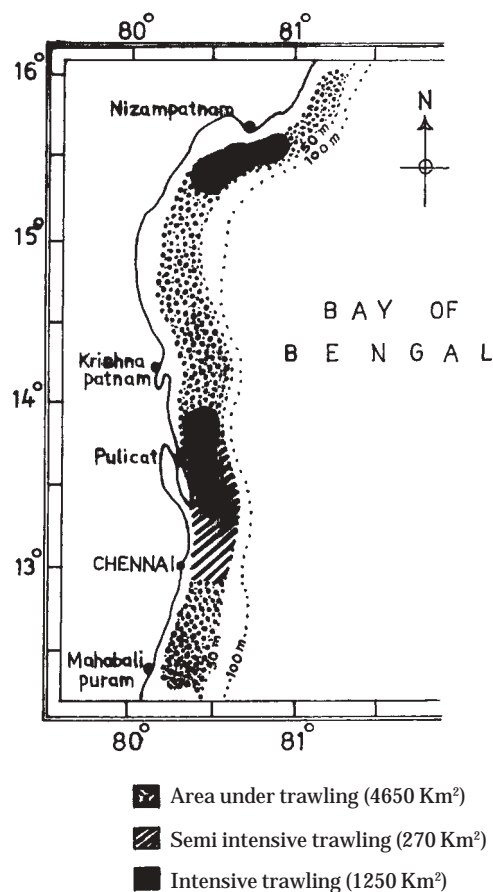 80° 81°
16°
Nizampatnam
N
50 m
100 m
15°
BAY OF
BENGAL
Krishna
patnam
14°
Pulicat
13°
CHENNAI
Mahabali
puram
50 m
100 m
80° 81°
Area under trawling (4650 Km²)
Semi intensive trawling (270 Km²)
Intensive trawling (1250 Km²)